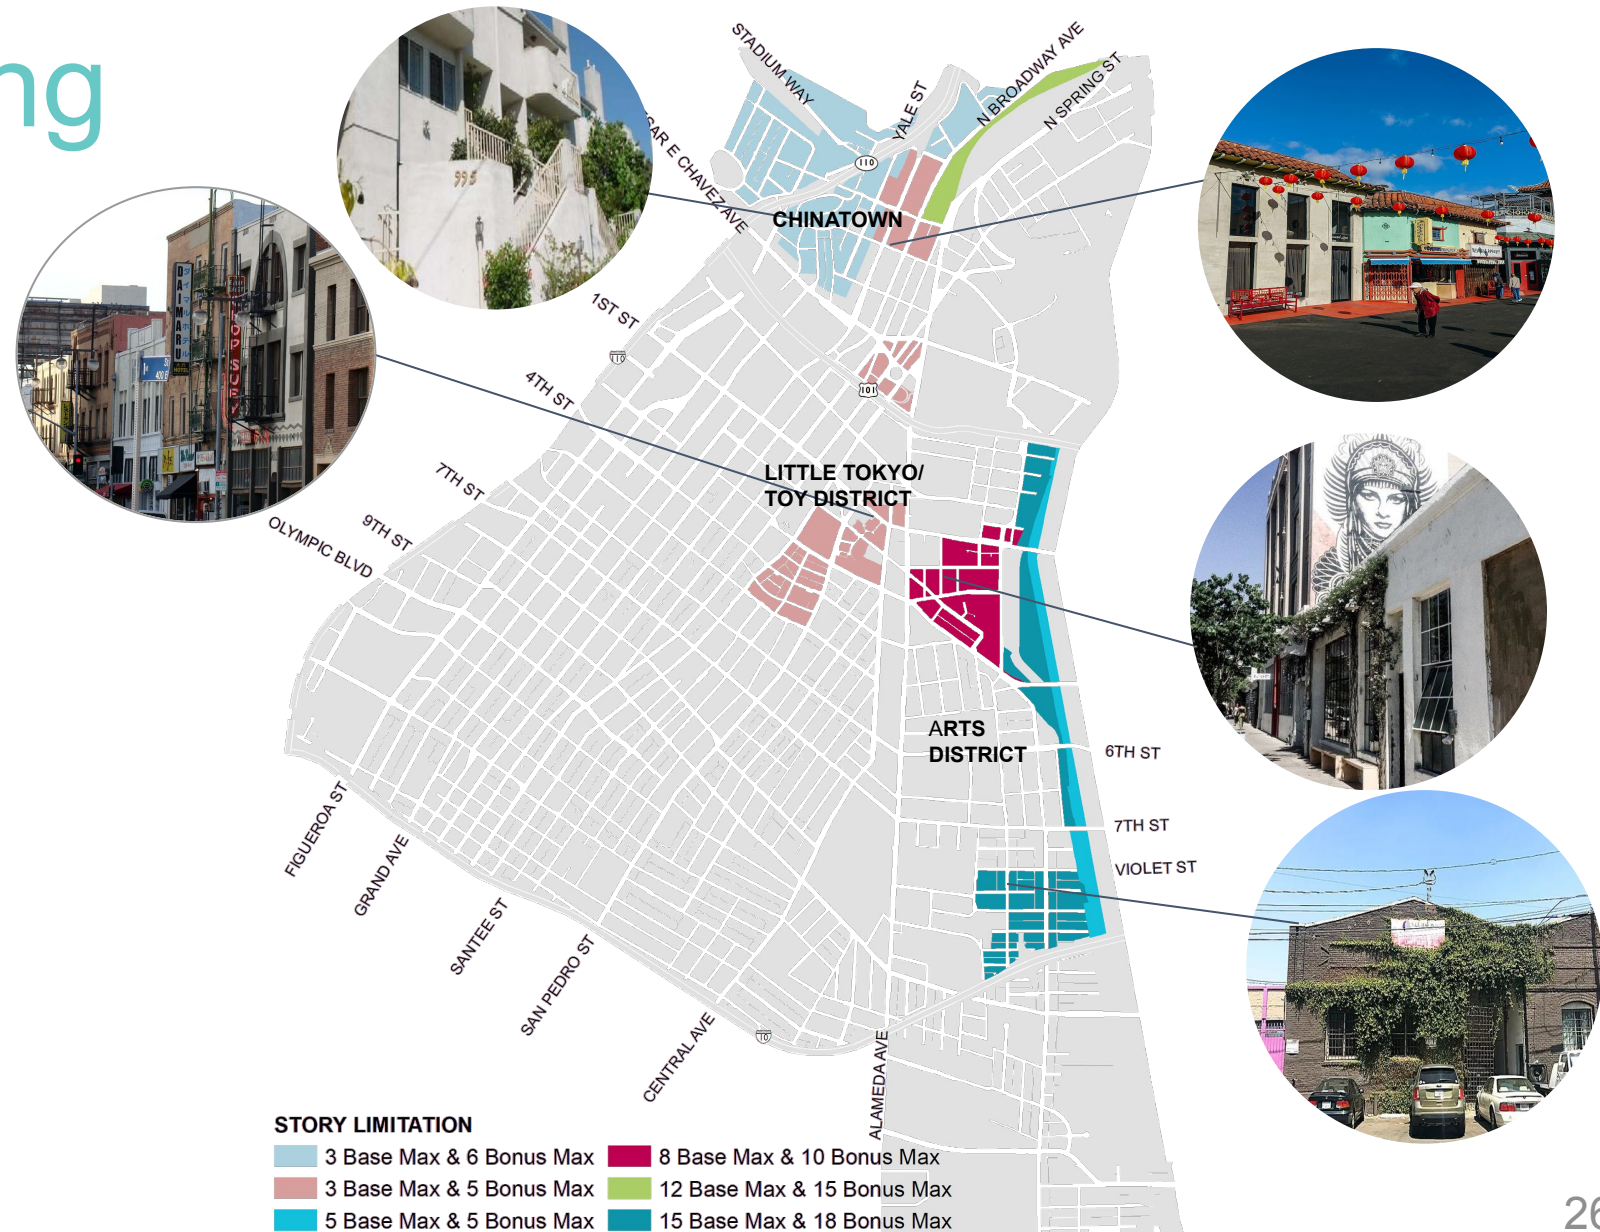 ng
STADIUM WAY
YALE ST
N BROADWAY AVE
N SPRING ST
SAR E CHAVEZ AVE
110
CHINATOWN
995
1ST ST
110
101
4TH ST
DAIMARU
HOTEL
400 E
LITTLE TOKYO/
TOY DISTRICT
7TH ST
9TH ST
OLYMPIC BLVD
ARTS
DISTRICT
6TH ST
7TH ST
VIOLET ST
FIGUEROA ST
GRAND AVE
SANTEE ST
SAN PEDRO ST
CENTRAL AVE
10
ALAMEDA AVE
STORY LIMITATION
3 Base Max & 6 Bonus Max
3 Base Max & 5 Bonus Max
5 Base Max & 5 Bonus Max
8 Base Max & 10 Bonus Max
12 Base Max & 15 Bonus Max
15 Base Max & 18 Bonus Max
26